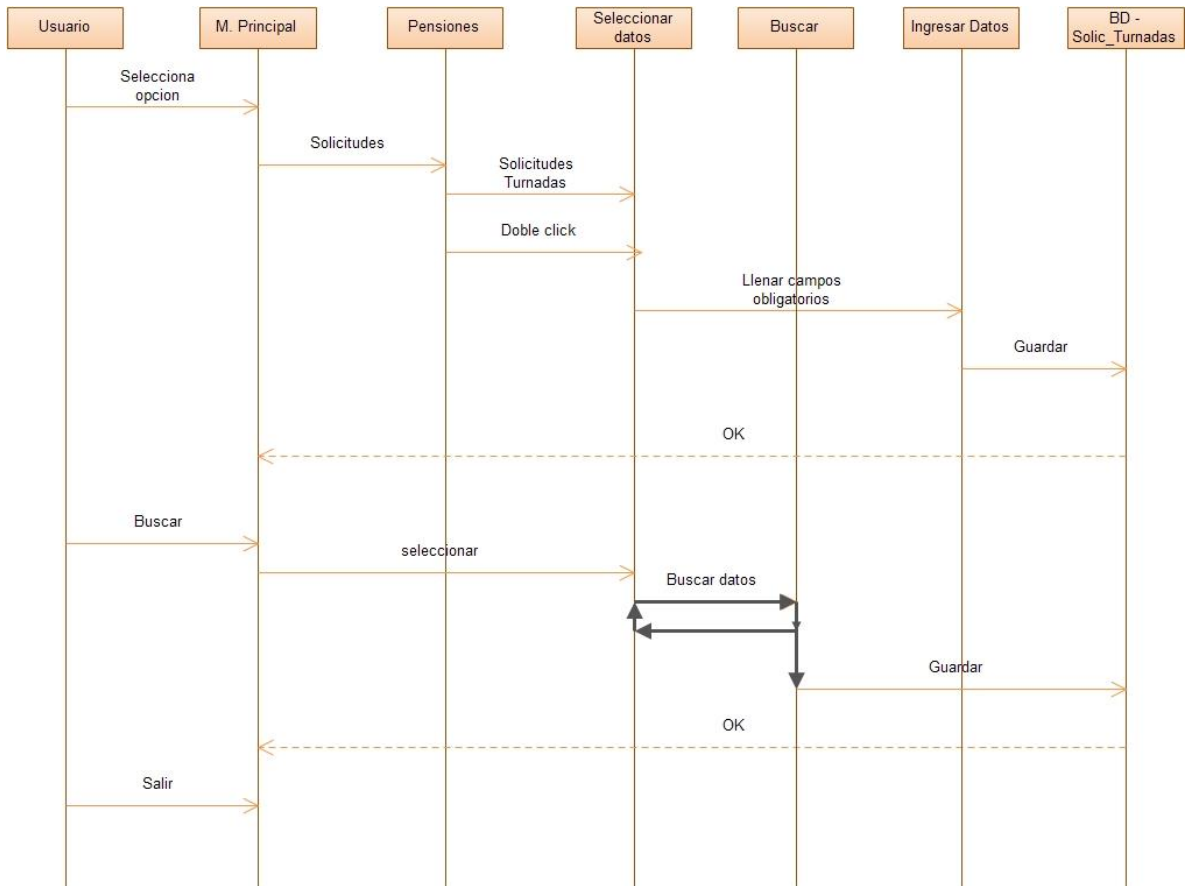 Usuario
M. Principal
Pensiones
Seleccionar
datos
Buscar
Ingresar Datos
BD -
Solic_Turnadas
Selecciona
opcion
Solicitudes
Solicitudes
Turnadas
Doble click
Llenar campos
obligatorios
Guardar
OK
Buscar
seleccionar
Buscar datos
Guardar
OK
Salir